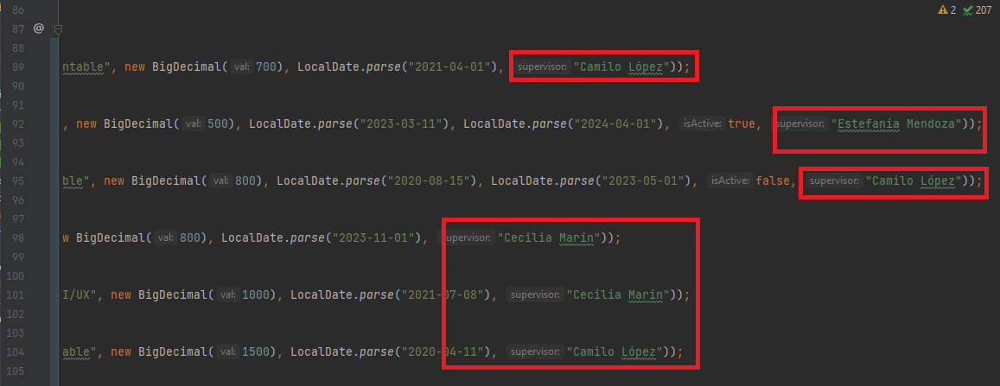 2 207
86
87 @
88
89 ntable", new BigDecimal( val: 700), LocalDate.parse("2021-04-01"), supervisor: "Camilo López"));
90
91
92 , new BigDecimal( val: 500), LocalDate.parse("2023-03-11"), LocalDate.parse("2024-04-01"), isActive: true, supervisor: "Estefanía Mendoza"));
93
94
95 ble", new BigDecimal( val: 800), LocalDate.parse("2020-08-15"), LocalDate.parse("2023-05-01"), isActive: false, supervisor: "Camilo López"));
96
97
98 w BigDecimal( val: 800), LocalDate.parse("2023-11-01"), supervisor: "Cecilia Marín"));
99
100
101 I/UX", new BigDecimal( val: 1000), LocalDate.parse("2021-07-08"), supervisor: "Cecilia Marín"));
102
103
104 able", new BigDecimal( val: 1500), LocalDate.parse("2020-04-11"), supervisor: "Camilo López"));
105